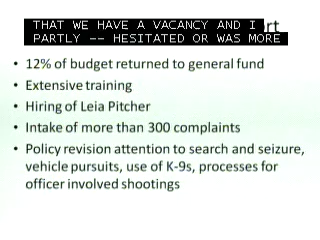 THAT WE HAVE A VACANCY AND I rt
PARTLY -- HESITATED OR WAS MORE
• 12% of budget returned to general fund
• Extensive training
• Hiring of Leia Pitcher
• Intake of more than 300 complaints
• Policy revision attention to search and seizure,
vehicle pursuits, use of K-9s, processes for
officer involved shootings